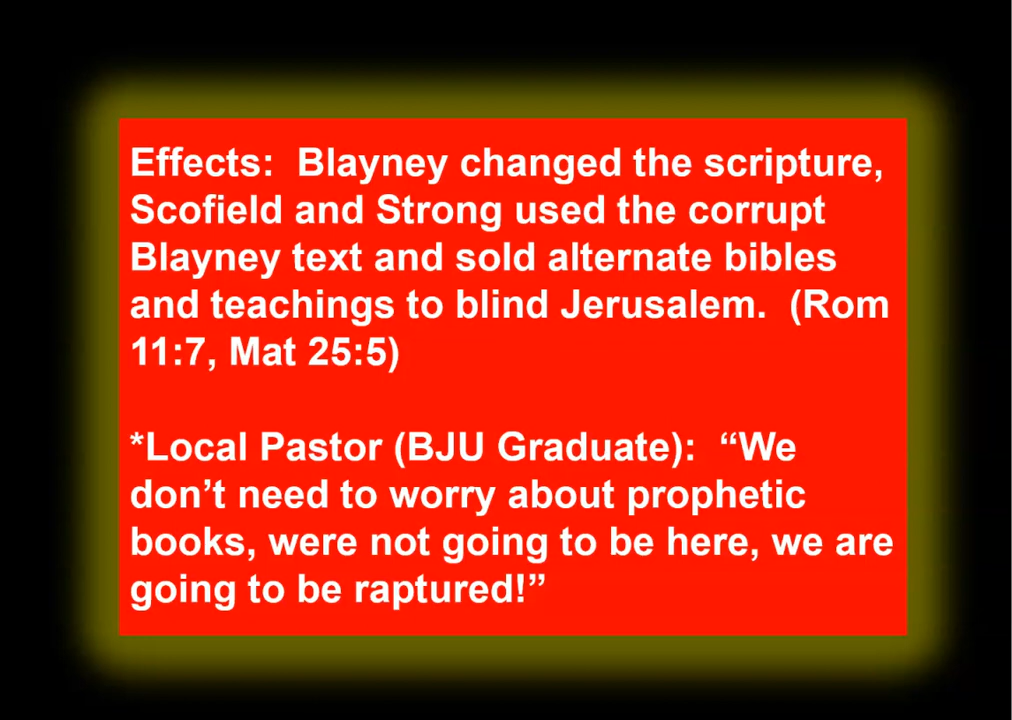 Effects:  Blayney changed the scripture,
Scofield and Strong used the corrupt
Blayney text and sold alternate bibles
and teachings to blind Jerusalem.  (Rom
11:7, Mat 25:5)
*Local Pastor (BJU Graduate):  “We
don’t need to worry about prophetic
books, were not going to be here, we are
going to be raptured!”